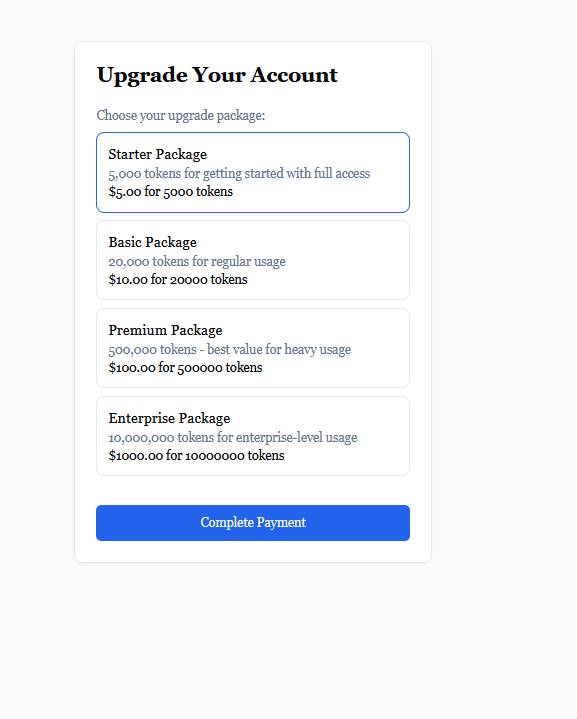 Upgrade Your Account
Choose your upgrade package:
Starter Package
5,000 tokens for getting started with full access
$5.00 for 5000 tokens
Basic Package
20,000 tokens for regular usage
$10.00 for 20000 tokens
Premium Package
500,000 tokens - best value for heavy usage
$100.00 for 500000 tokens
Enterprise Package
10,000,000 tokens for enterprise-level usage
$1000.00 for 10000000 tokens
Complete Payment